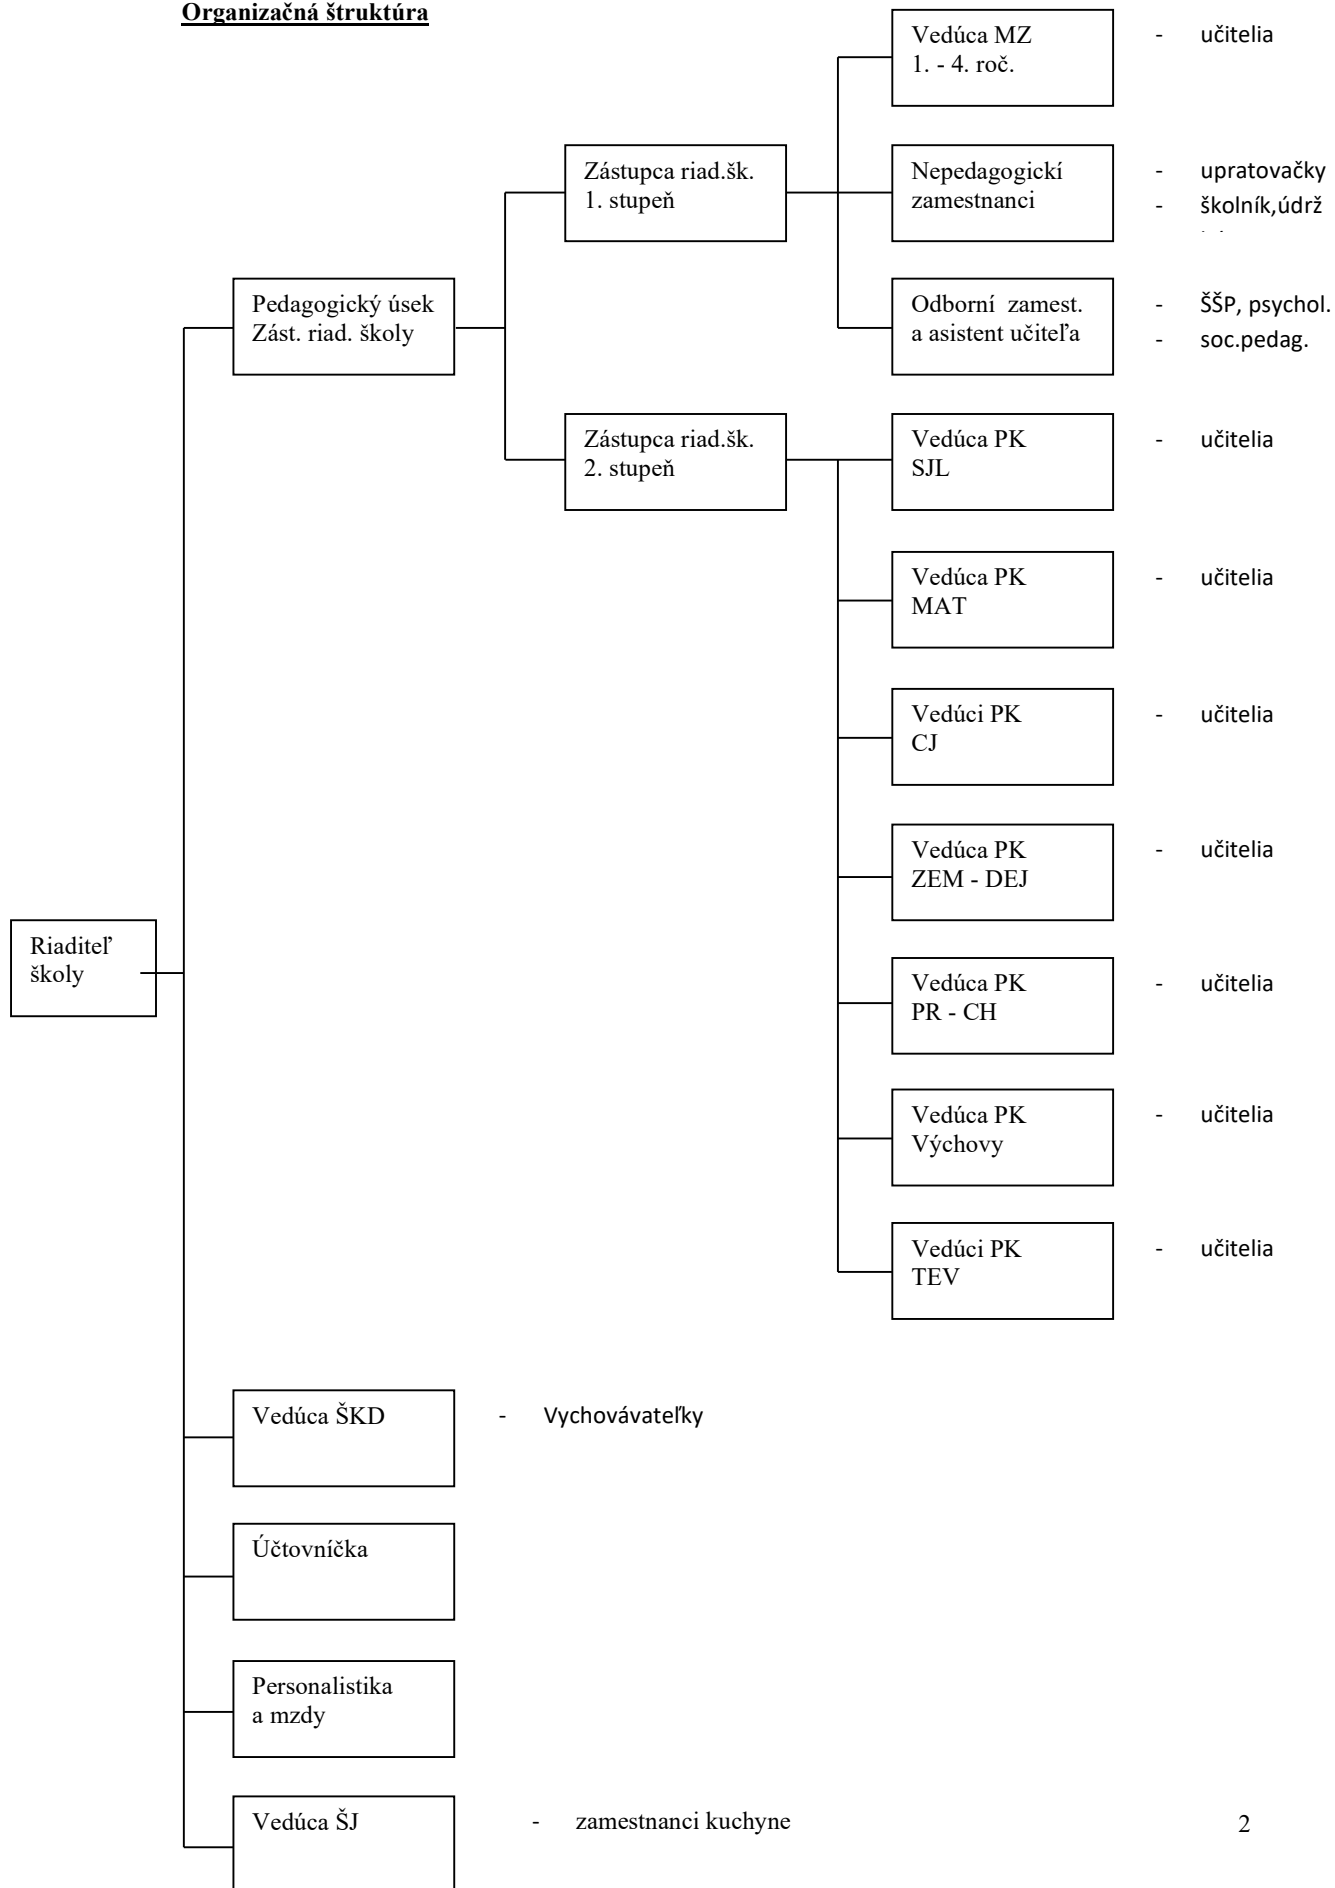 Organizačná štruktúra
Vedúca MZ
1. - 4. roč.
- učitelia
Zástupca riad.šk.
1. stupeň
Nepedagogickí
zamestnanci
- upratovačky
- školník,údrž
Pedagogický úsek
Zást. riad. školy
Odborní zamest.
a asistent učiteľa
- ŠŠP, psychol.
- soc.pedag.
Zástupca riad.šk.
2. stupeň
Vedúca PK
SJL
- učitelia
Vedúca PK
MAT
- učitelia
Vedúci PK
CJ
- učitelia
Vedúca PK
ZEM - DEJ
- učitelia
Riaditeľ
školy
Vedúca PK
PR - CH
- učitelia
Vedúca PK
Výchovy
- učitelia
Vedúci PK
TEV
- učitelia
Vedúca ŠKD
- Vychovávateľky
Účtovníčka
Personalistika
a mzdy
Vedúca ŠJ
- zamestnanci kuchyne
2